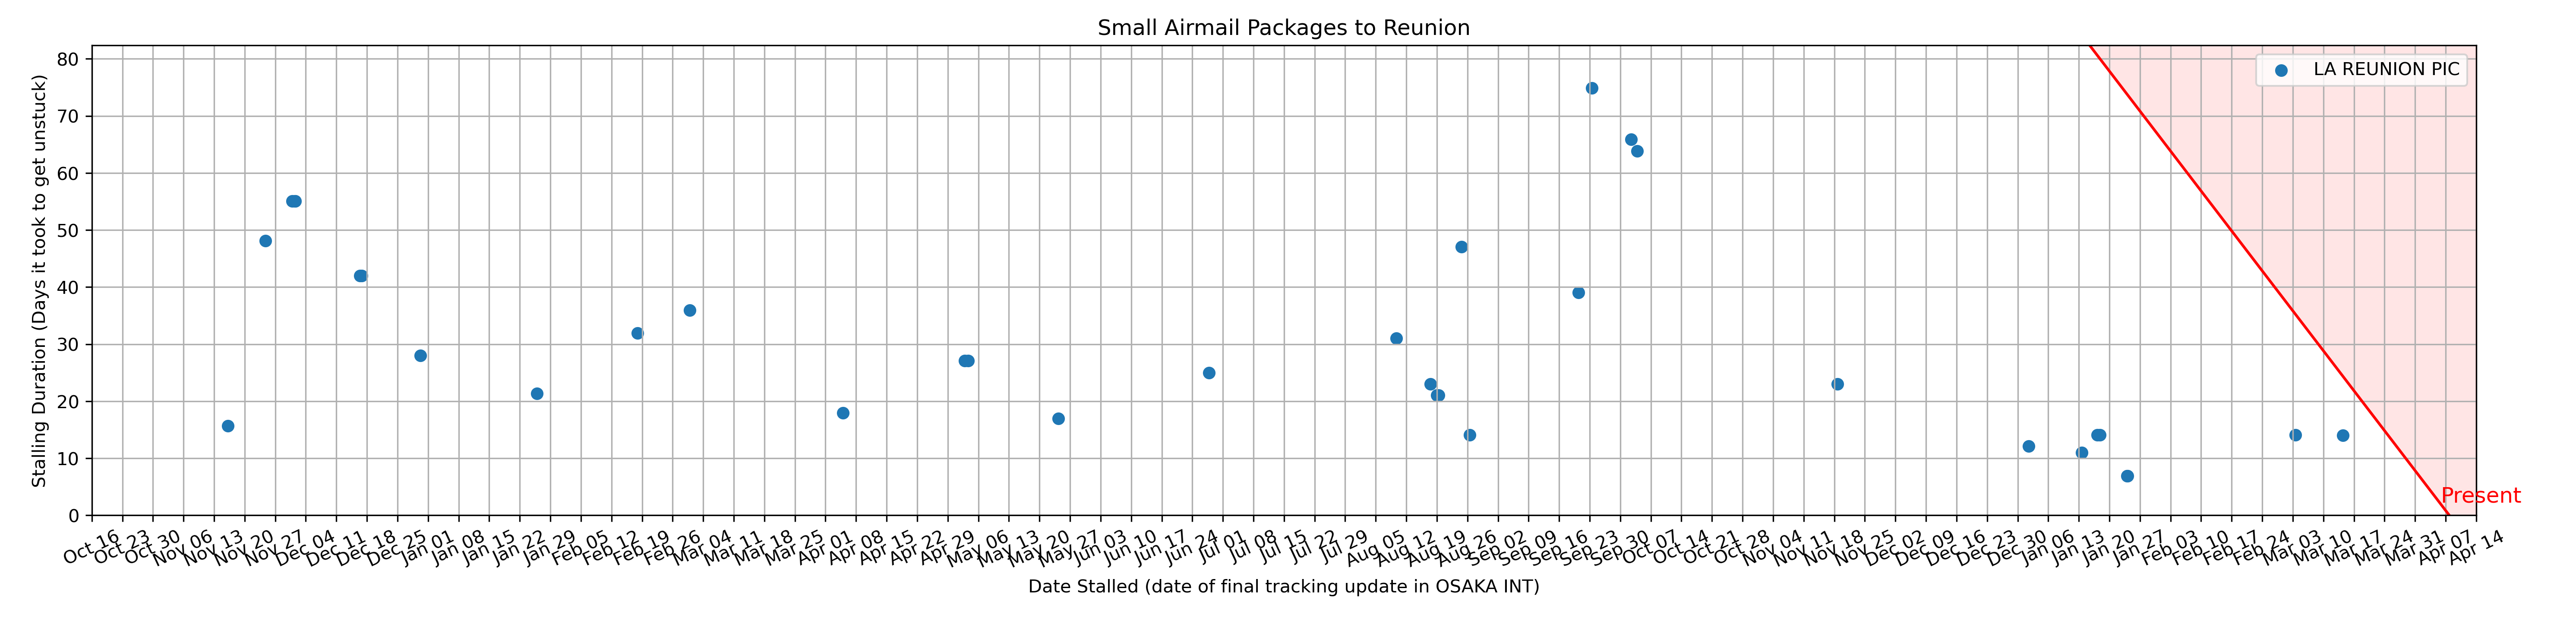 Small Airmail Packages to Reunion
LA REUNION PIC
Stalling Duration (Days it took to get unstuck)
80
70
60
50
40
30
20
10
0
Present
Oct 16 Oct 23 Oct 30 Nov 06 Nov 13 Nov 20 Nov 27 Dec 04 Dec 11 Dec 18 Dec 25 Jan 01 Jan 08 Jan 15 Jan 22 Jan 29 Feb 05 Feb 12 Feb 19 Feb 26 Mar 04 Mar 11 Mar 18 Mar 25 Apr 01 Apr 08 Apr 15 Apr 22 Apr 29 May 06 May 13 May 20 May 27 Jun 03 Jun 10 Jun 17 Jun 24 Jul 01 Jul 08 Jul 15 Jul 22 Jul 29 Aug 05 Aug 12 Aug 19 Aug 26 Sep 02 Sep 09 Sep 16 Sep 23 Sep 30 Oct 07 Oct 14 Oct 21 Oct 28 Nov 04 Nov 11 Nov 18 Nov 25 Dec 02 Dec 09 Dec 16 Dec 23 Dec 30 Jan 06 Jan 13 Jan 20 Jan 27 Feb 03 Feb 10 Feb 17 Feb 24 Mar 03 Mar 10 Mar 17 Mar 24 Mar 31 Apr 07 Apr 14
Date Stalled (date of final tracking update in OSAKA INT)